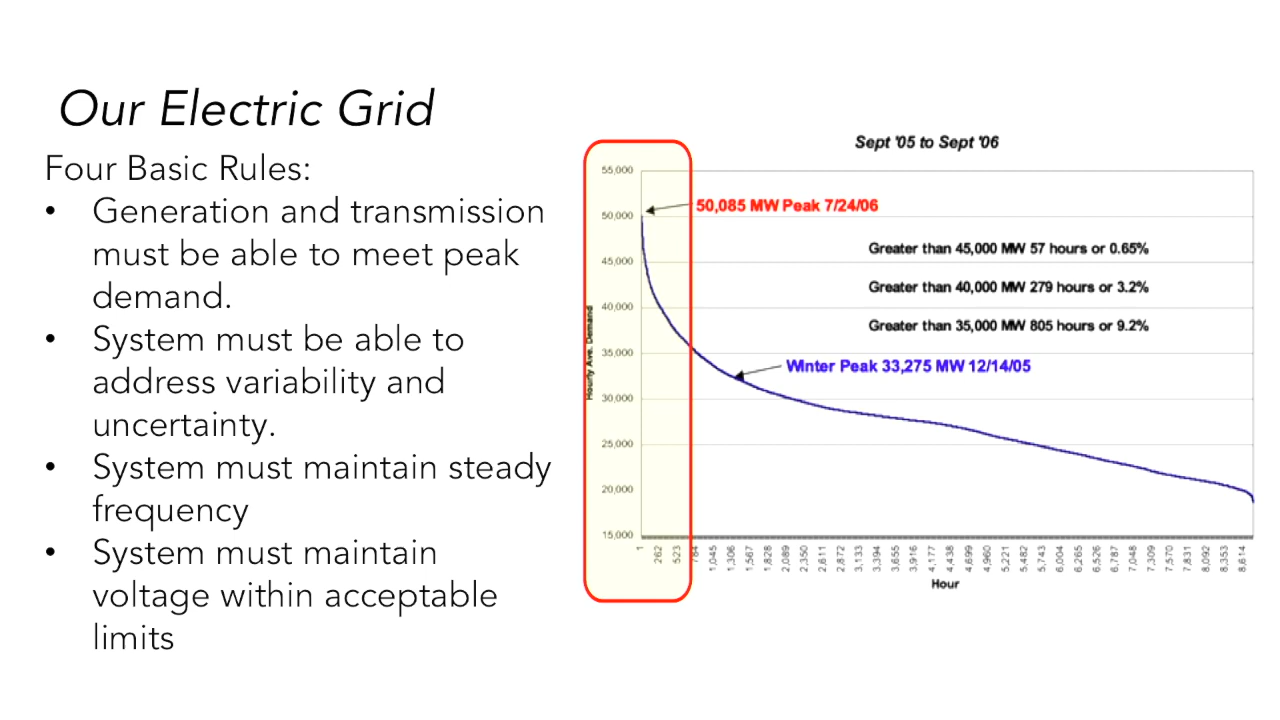 Our Electric Grid
Four Basic Rules:
• Generation and transmission
must be able to meet peak
demand.
• System must be able to
address variability and
uncertainty.
• System must maintain steady
frequency
• System must maintain
voltage within acceptable
limits
Sept '05 to Sept '06
55,000
50,000
45,000
40,000
35,000
30,000
25,000
20,000
15,000
Hourly Ave. Demand
50,085 MW Peak 7/24/06
Greater than 45,000 MW 57 hours or 0.65%
Greater than 40,000 MW 279 hours or 3.2%
Greater than 35,000 MW 805 hours or 9.2%
Winter Peak 33,275 MW 12/14/05
1
262
523
784
1,045
1,306
1,567
1,828
2,089
2,350
2,611
2,872
3,133
3,394
3,655
3,916
4,177
4,438
4,699
4,960
5,221
5,482
5,743
6,004
6,265
6,526
6,787
7,048
7,309
7,570
7,831
8,092
8,353
8,614
Hour